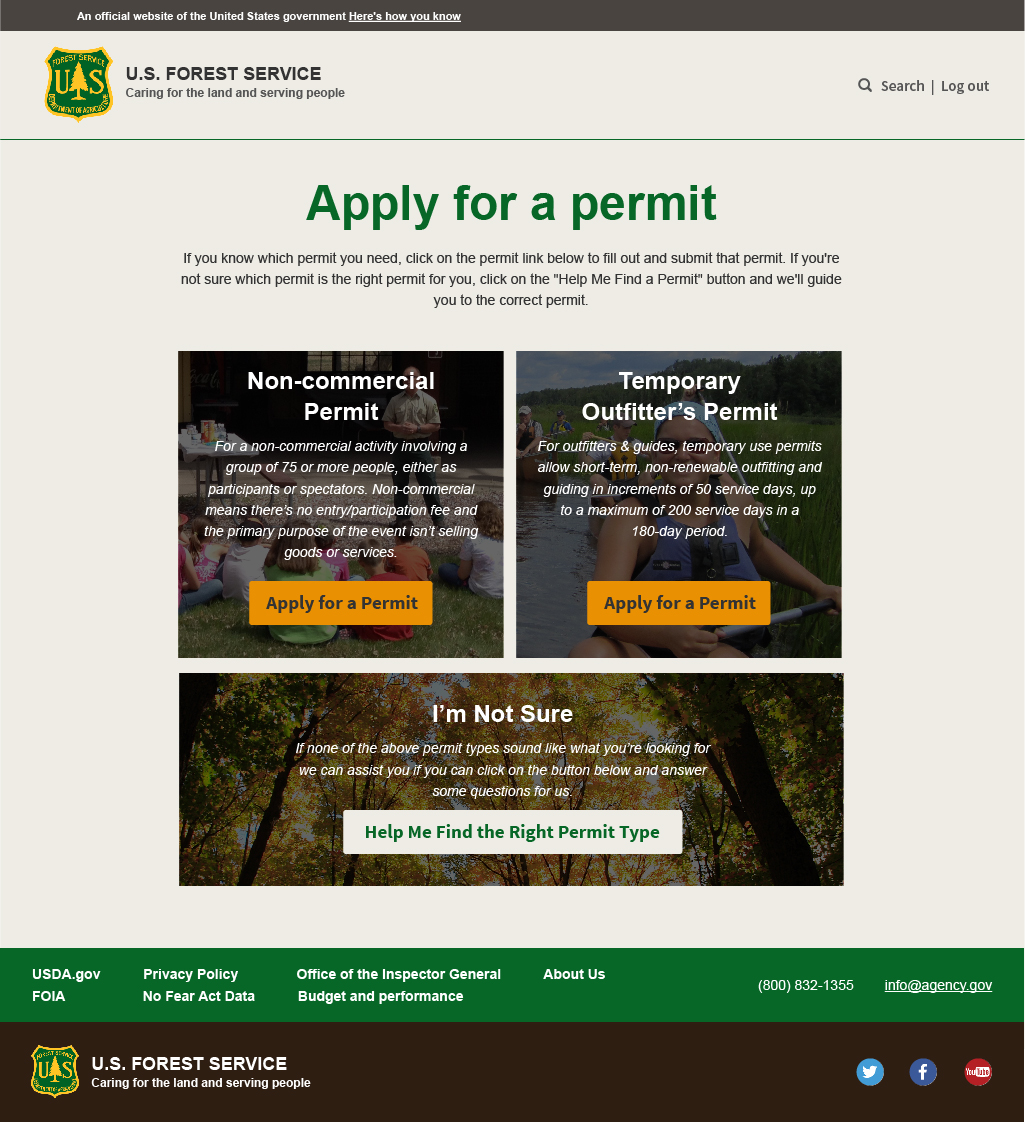 An official website of the United States government Here's how you know
FOREST SERVICE
UAS
DEPARTMENT OF AGRICULTURE
U.S. FOREST SERVICE
Caring for the land and serving people
Search | Log out
Apply for a permit
If you know which permit you need, click on the permit link below to fill out and submit that permit. If you're
not sure which permit is the right permit for you, click on the "Help Me Find a Permit" button and we'll guide
you to the correct permit.
Non-commercial
Permit
For a non-commercial activity involving a
group of 75 or more people, either as
participants or spectators. Non-commercial
means there’s no entry/participation fee and
the primary purpose of the event isn’t selling
goods or services.
Apply for a Permit
Temporary
Outfitter’s Permit
For outfitters & guides, temporary use permits
allow short-term, non-renewable outfitting and
guiding in increments of 50 service days, up
to a maximum of 200 service days in a
180-day period.
Apply for a Permit
I’m Not Sure
If none of the above permit types sound like what you’re looking for
we can assist you if you can click on the button below and answer
some questions for us.
Help Me Find the Right Permit Type
USDA.gov Privacy Policy Office of the Inspector General About Us
FOIA No Fear Act Data Budget and performance
(800) 832-1355 info@agency.gov
FOREST SERVICE
UAS
U.S. FOREST SERVICE
Caring for the land and serving people
You Tube